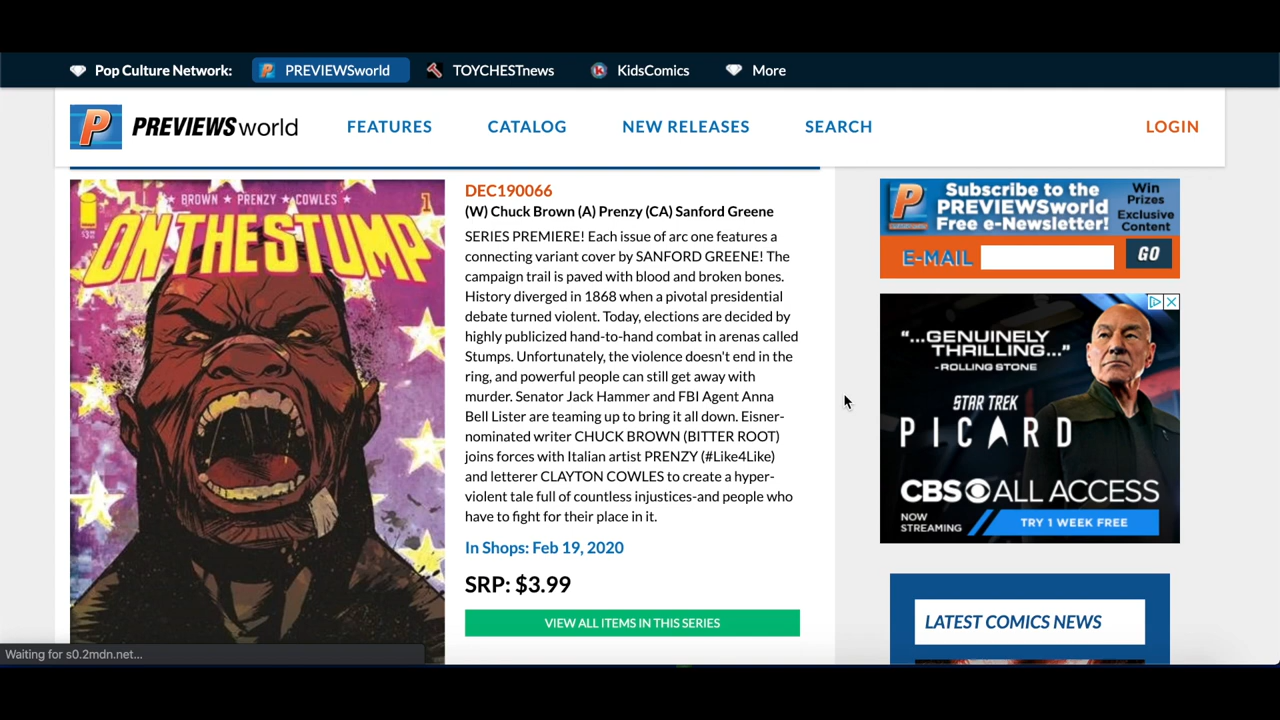 Pop Culture Network:
PREVIEWSworld
TOYCHESTnews
KidsComics
More
PREVIEWSworld
FEATURES
CATALOG
NEW RELEASES
SEARCH
LOGIN
BROWN ★ PRENZY ★ COWLES ★
1
ON THE STUMP
DEC190066
(W) Chuck Brown (A) Prenzy (CA) Sanford Greene
SERIES PREMIERE! Each issue of arc one features a
connecting variant cover by SANFORD GREENE! The
campaign trail is paved with blood and broken bones.
History diverged in 1868 when a pivotal presidential
debate turned violent. Today, elections are decided by
highly publicized hand-to-hand combat in arenas called
Stumps. Unfortunately, the violence doesn't end in the
ring, and powerful people can still get away with
murder. Senator Jack Hammer and FBI Agent Anna
Bell Lister are teaming up to bring it all down. Eisner-
nominated writer CHUCK BROWN (BITTER ROOT)
joins forces with Italian artist PRENZY (#Like4Like)
and letterer CLAYTON COWLES to create a hyper-
violent tale full of countless injustices-and people who
have to fight for their place in it.
In Shops: Feb 19, 2020
SRP: $3.99
VIEW ALL ITEMS IN THIS SERIES
Subscribe to the
PREVIEWSworld
Free e-Newsletter!
Win
Prizes
Exclusive
Content
E-MAIL
GO
"...GENUINELY
THRILLING..."
-ROLLING STONE
STAR TREK
PICARD
CBS ALL ACCESS
NOW
STREAMING
TRY 1 WEEK FREE
LATEST COMICS NEWS
Waiting for s0.2mdn.net...